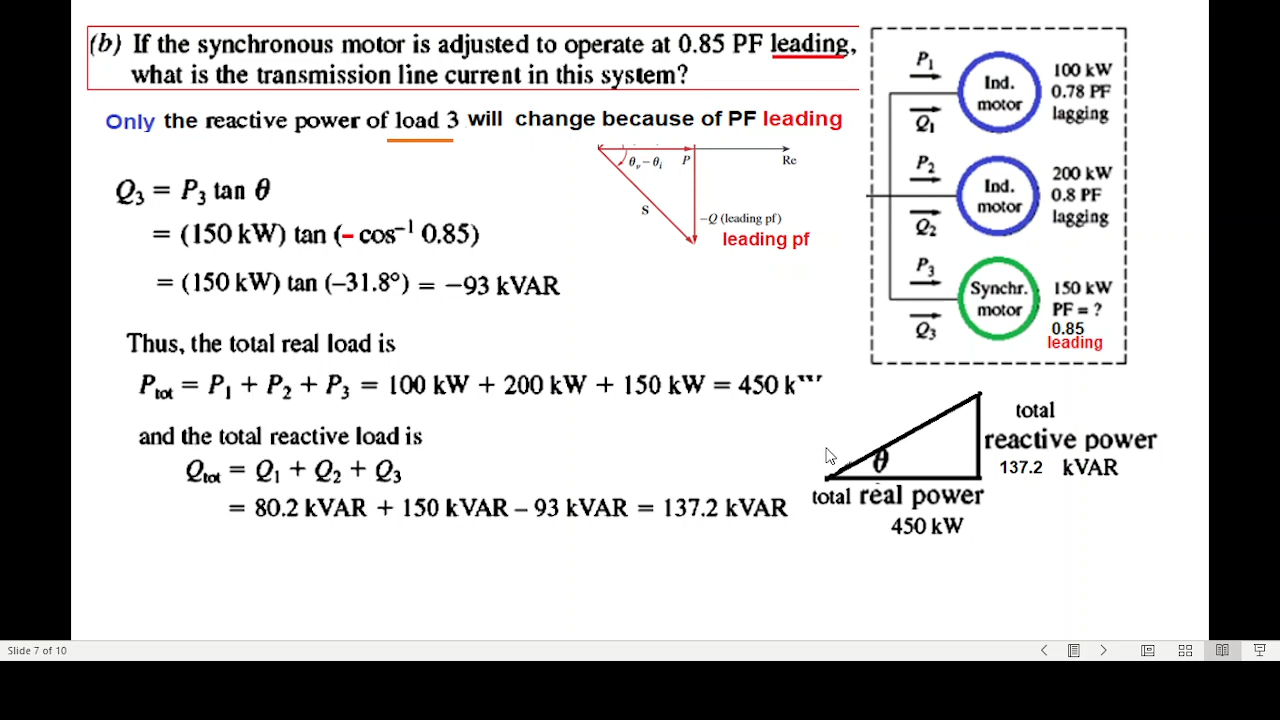 (b) If the synchronous motor is adjusted to operate at 0.85 PF leading,
what is the transmission line current in this system?
Only the reactive power of load 3 will change because of PF leading
Q3 = P3 tan θ
= (150 kW) tan (– cos⁻¹ 0.85)
= (150 kW) tan (–31.8°) = −93 kVAR
θv − θi
P
Re
S
−Q (leading pf)
leading pf
Thus, the total real load is
Ptot = P1 + P2 + P3 = 100 kW + 200 kW + 150 kW = 450 kW
and the total reactive load is
Qtot = Q1 + Q2 + Q3
= 80.2 kVAR + 150 kVAR – 93 kVAR = 137.2 kVAR
P1
Q1
Ind.
motor
100 kW
0.78 PF
lagging
P2
Q2
Ind.
motor
200 kW
0.8 PF
lagging
P3
Q3
Synchr.
motor
150 kW
PF = ?
0.85
leading
θ
total
reactive power
137.2 kVAR
total real power
450 kW
Slide 7 of 10